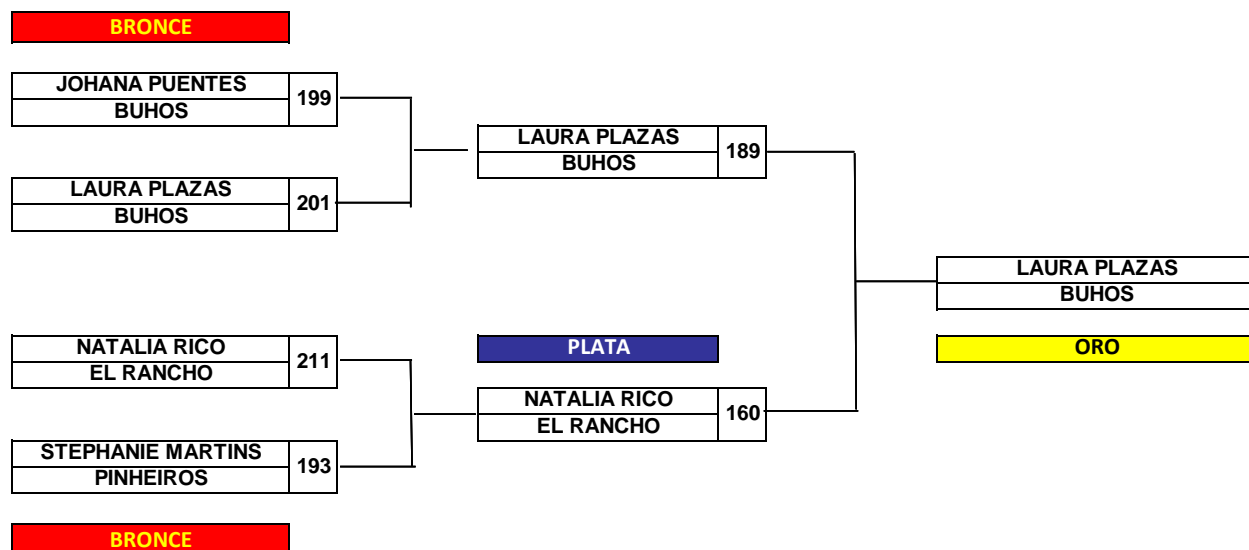 BRONCE
JOHANA PUENTES
BUHOS
199
LAURA PLAZAS
BUHOS
201
LAURA PLAZAS
BUHOS
189
LAURA PLAZAS
BUHOS
ORO
NATALIA RICO
EL RANCHO
211
PLATA
NATALIA RICO
EL RANCHO
160
STEPHANIE MARTINS
PINHEIROS
193
BRONCE